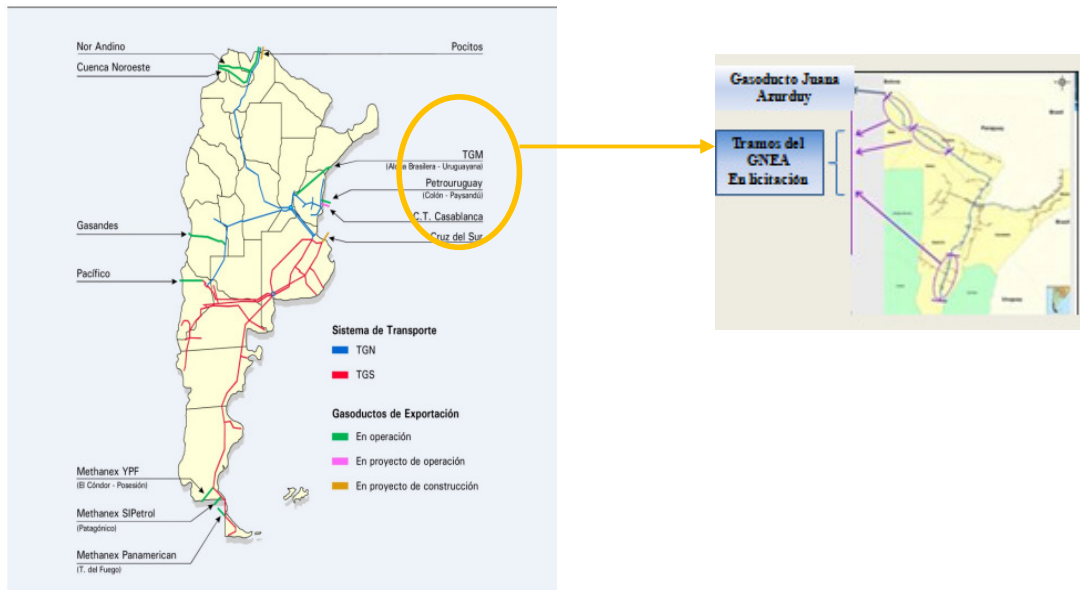 Nor Andino
Cuenca Noroeste
Pocitos
TGM
(Aldea Brasilera - Uruguayana)
Petrouruguay
(Colón - Paysandú)
C.T. Casablanca
Cruz del Sur
Gasandes
Pacífico
Sistema de Transporte
TGN
TGS
Gasoductos de Exportación
En operación
En proyecto de operación
En proyecto de construcción
Methanex YPF
(El Cóndor - Posesión)
Methanex SIPetrol
(Patagónico)
Methanex Panamerican
(T. del Fuego)
Gasoducto Juana
Azurduy
Tramos del
GNEA
En licitación
Bolivia
Paraguay
Brasil
Brasil
Uruguay